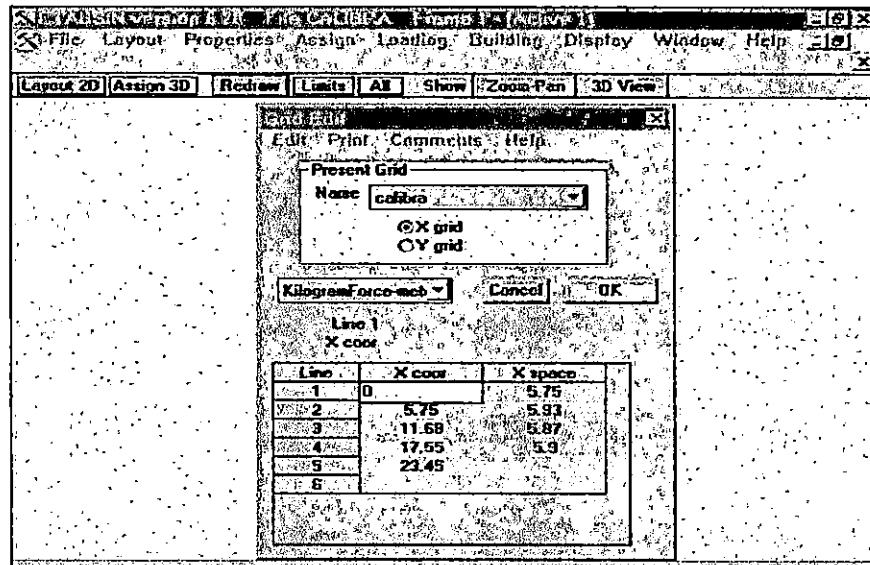 File Layout Properties Assign Loading Building Display Window Help
Layout 2D Assign 3D Redraw Limits All Show Zoom-Pan 3D View
Edit Print Comments Help
Present Grid
Name calibra
X grid
Y grid
KilogramForce-met Cancel OK
Line 1
X coor
Line X coor X space
1 0 5.75
2 5.75 5.93
3 11.68 5.87
4 17.55 5.9
5 23.45
6